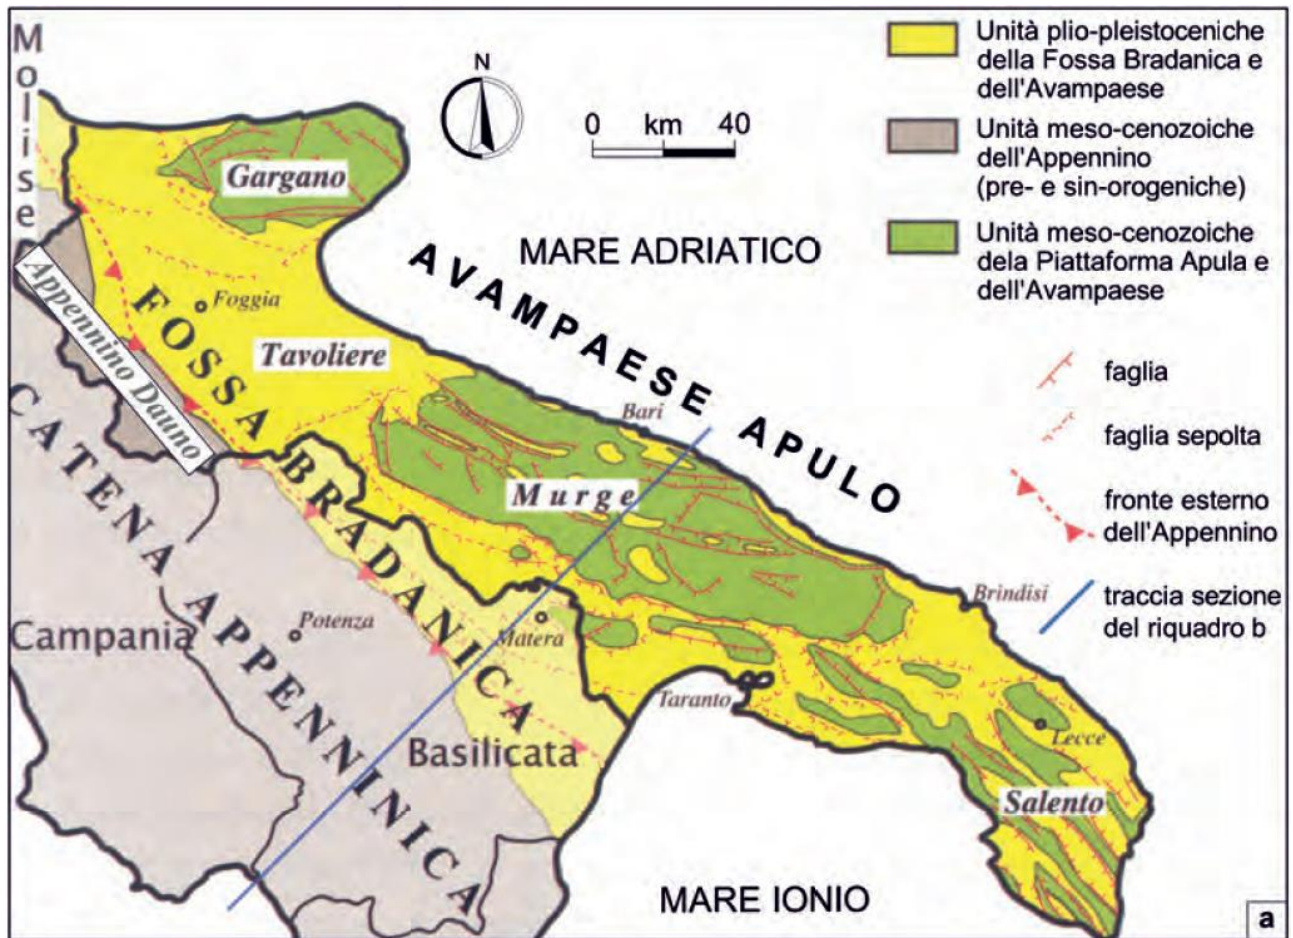 Molise
N
0 km 40
Unità plio-pleistoceniche
della Fossa Bradanica e
dell'Avampaese
Unità meso-cenozoiche
dell'Appennino
(pre- e sin-orogeniche)
Unità meso-cenozoiche
dela Piattaforma Apula e
dell'Avampaese
faglia
faglia sepolta
fronte esterno
dell'Appennino
traccia sezione
del riquadro b
Gargano
MARE ADRIATICO
AVAMPAESE APULO
Appennino Dauno
Foggia
FOSSA BRADANICA
Tavoliere
Bari
Murge
CATENA APPENNINICA
Brindisi
Potenza
Matera
Campania
Taranto
Lecce
Basilicata
Salento
MARE IONIO
a